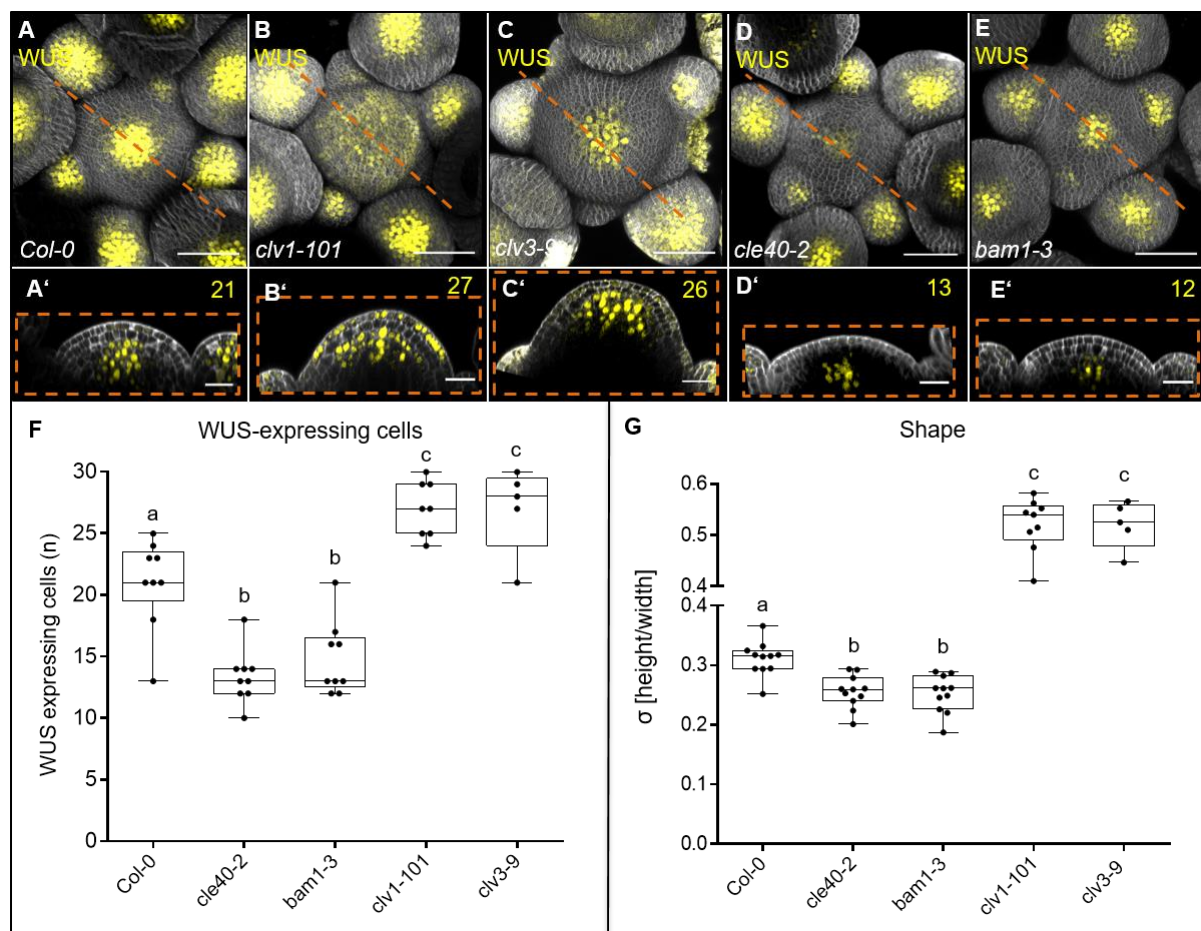 A
B
C
D
E
WUS
WUS
WUS
WUS
WUS
Col-0
clv1-101
clv3-9
cle40-2
bam1-3
A‘
21
B‘
27
C‘
26
D‘
13
E‘
12
F
WUS-expressing cells
WUS expressing cells (n)
30
25
20
15
10
5
0
a
b
b
c
c
Col-0
cle40-2
bam1-3
clv1-101
clv3-9
G
Shape
σ [height/width]
0.6
0.5
0.4
0.4
0.3
0.2
0.1
0.0
a
b
b
c
c
Col-0
cle40-2
bam1-3
clv1-101
clv3-9